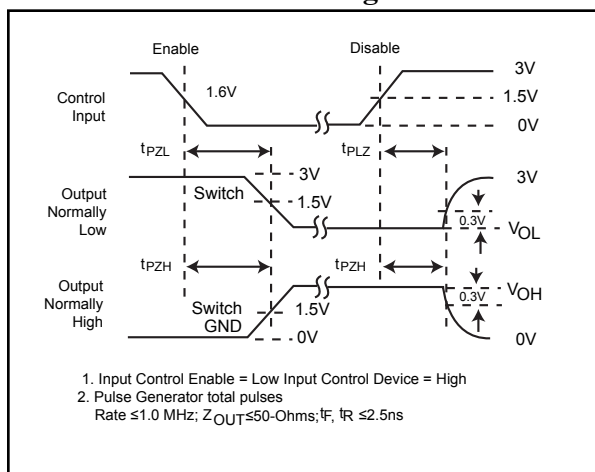 Enable Disable
Control
Input
1.6V
3V
1.5V
0V
tPZL
tPLZ
Output
Normally
Low
Switch
3V
1.5V
3V
0.3V
VOL
tPZH
tPZH
Output
Normally
High
Switch
GND
1.5V
0V
VOH
0.3V
0V
1. Input Control Enable = Low Input Control Device = High
2. Pulse Generator total pulses
Rate ≤1.0 MHz; ZOUT≤50-Ohms;tF, tR ≤2.5ns